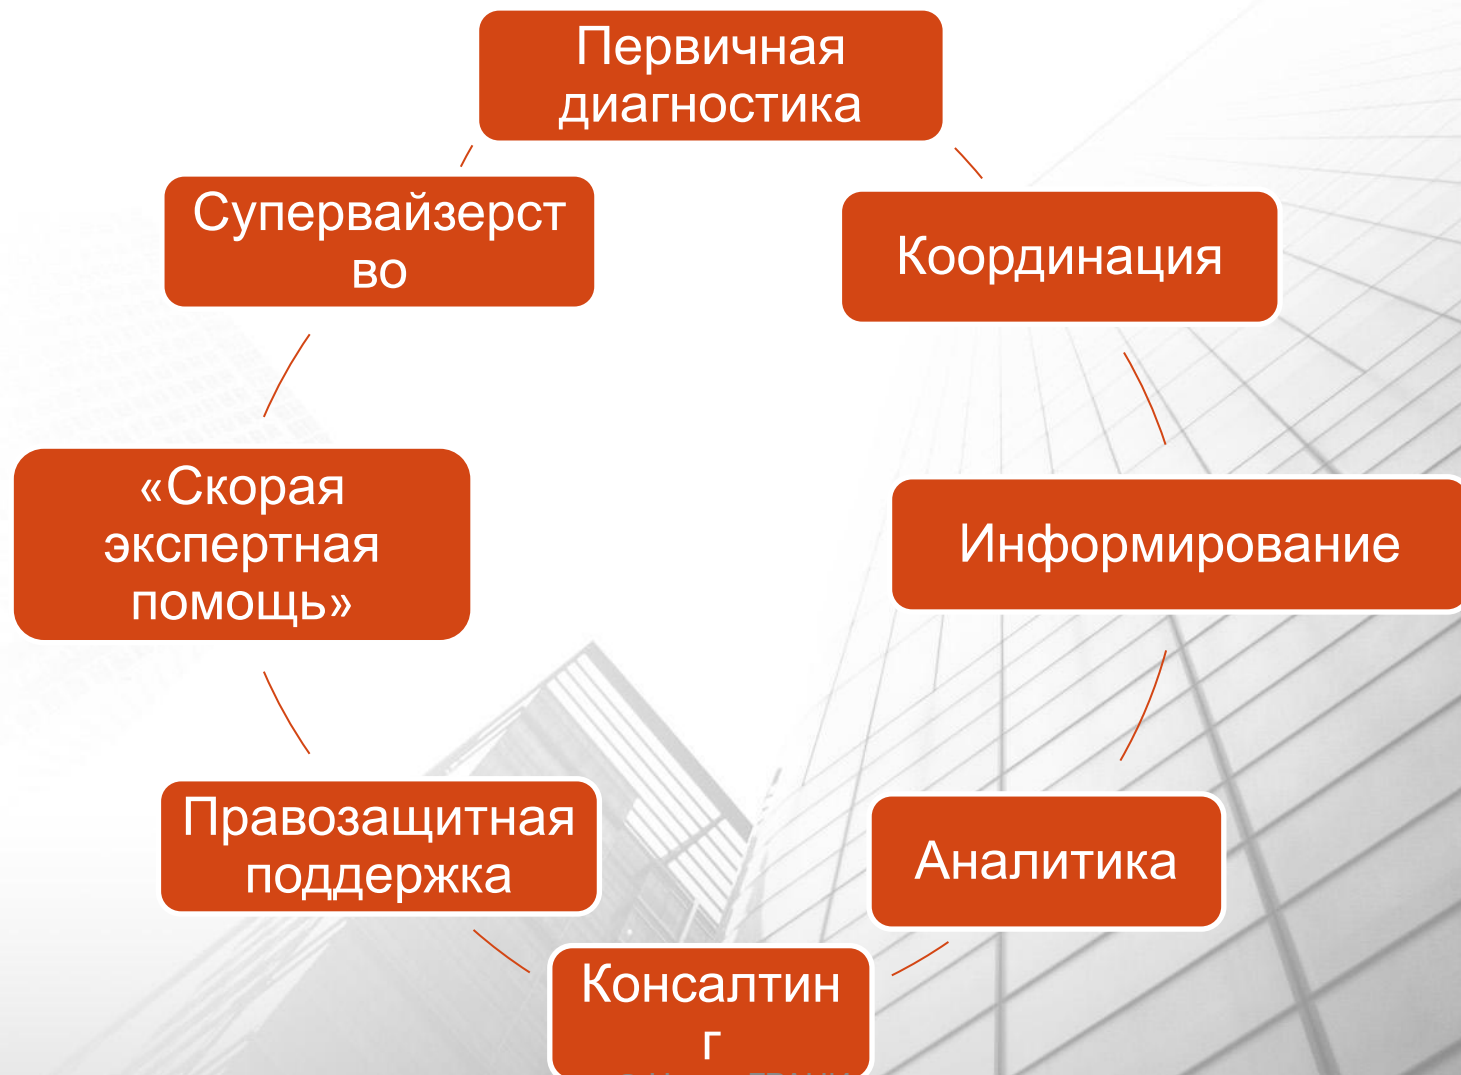 Первичная
диагностика
Координация
Информирование
Аналитика
Консалтин
г
Правозащитная
поддержка
«Скорая
экспертная
помощь»
Супервайзерст
во